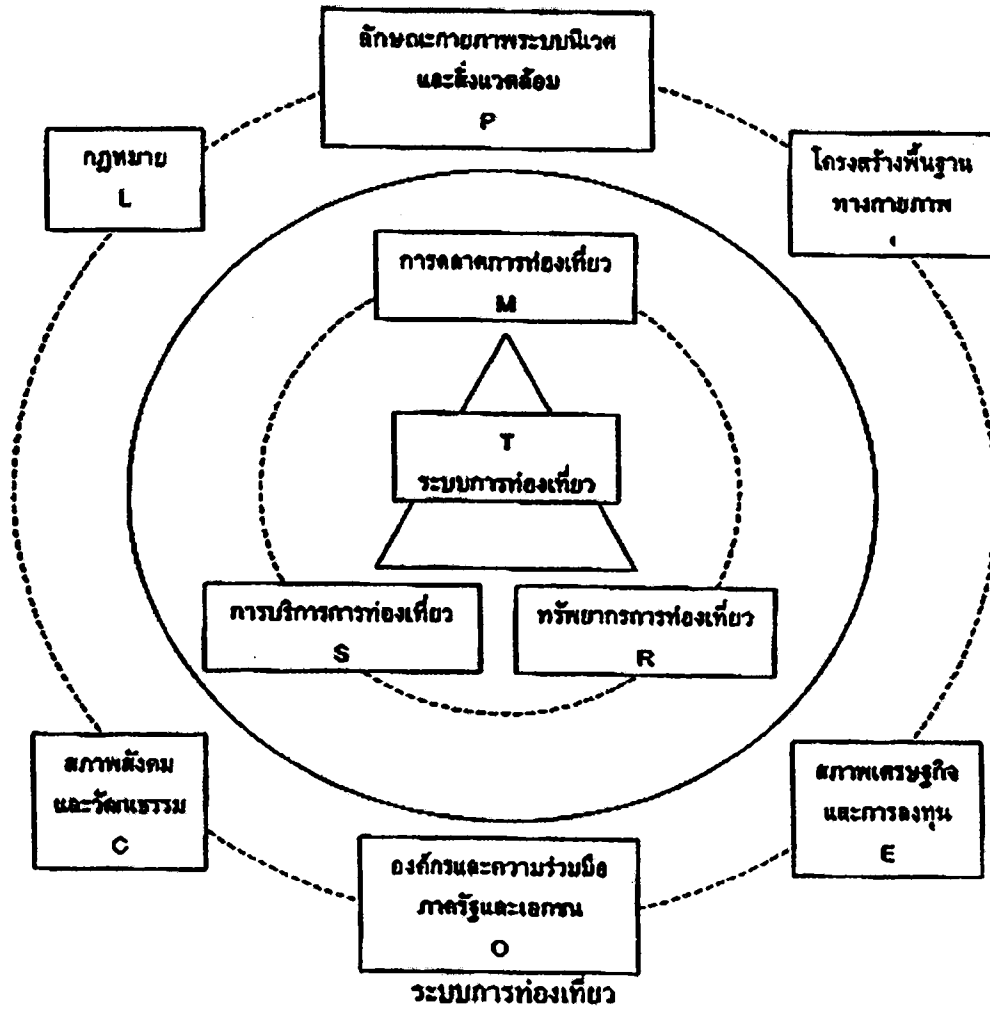 ลักษณะกายภาพระบบนิเวศ
และสิ่งแวดล้อม
P
กฎหมาย
L
โครงสร้างพื้นฐาน
ทางกายภาพ
การตลาดการท่องเที่ยว
M
T
ระบบการท่องเที่ยว
การบริการการท่องเที่ยว
S
ทรัพยากรการท่องเที่ยว
R
สภาพสังคม
และวัฒนธรรม
C
สภาพเศรษฐกิจ
และการลงทุน
E
องค์กรและความร่วมมือ
ภาครัฐและเอกชน
O
ระบบการท่องเที่ยว